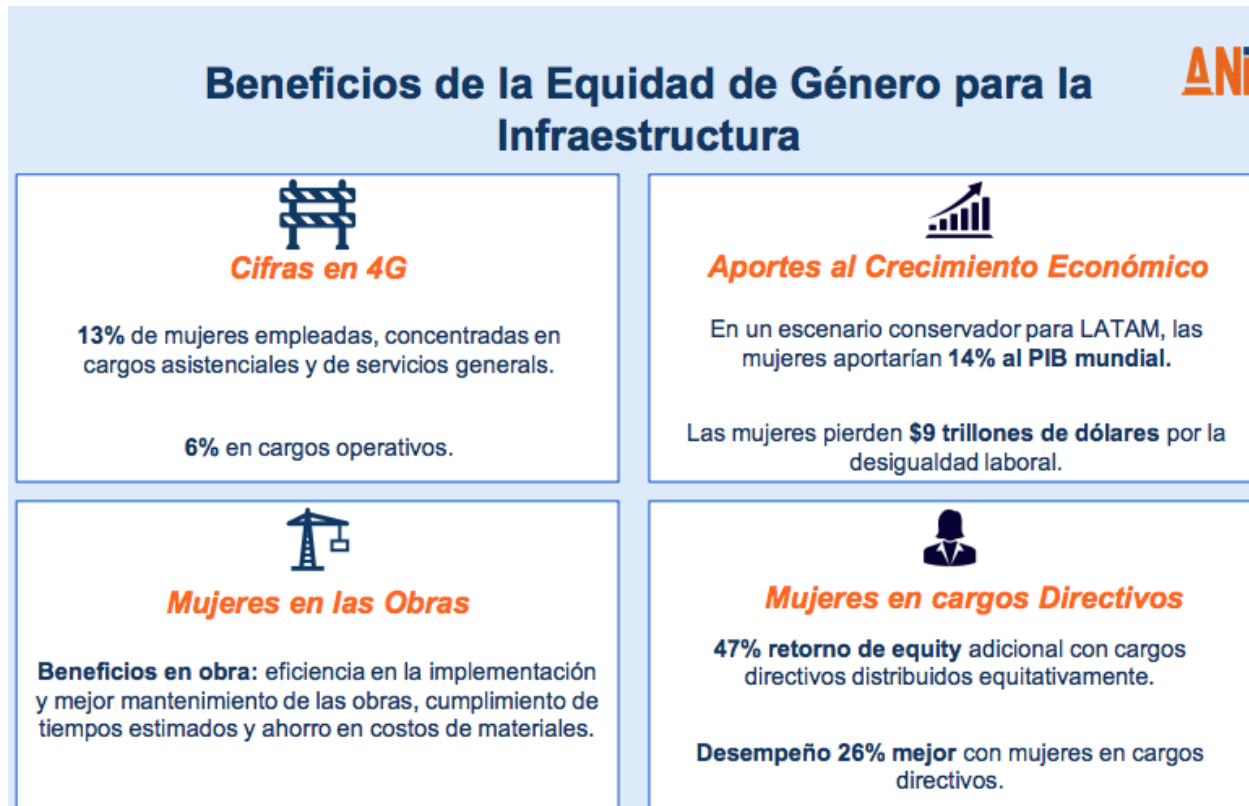 Beneficios de la Equidad de Género para la
Infraestructura
ANi
Cifras en 4G
13% de mujeres empleadas, concentradas en
cargos asistenciales y de servicios generals.
6% en cargos operativos.
Aportes al Crecimiento Económico
En un escenario conservador para LATAM, las
mujeres aportarían 14% al PIB mundial.
Las mujeres pierden $9 trillones de dólares por la
desigualdad laboral.
Mujeres en las Obras
Beneficios en obra: eficiencia en la implementación
y mejor mantenimiento de las obras, cumplimiento de
tiempos estimados y ahorro en costos de materiales.
Mujeres en cargos Directivos
47% retorno de equity adicional con cargos
directivos distribuidos equitativamente.
Desempeño 26% mejor con mujeres en cargos
directivos.